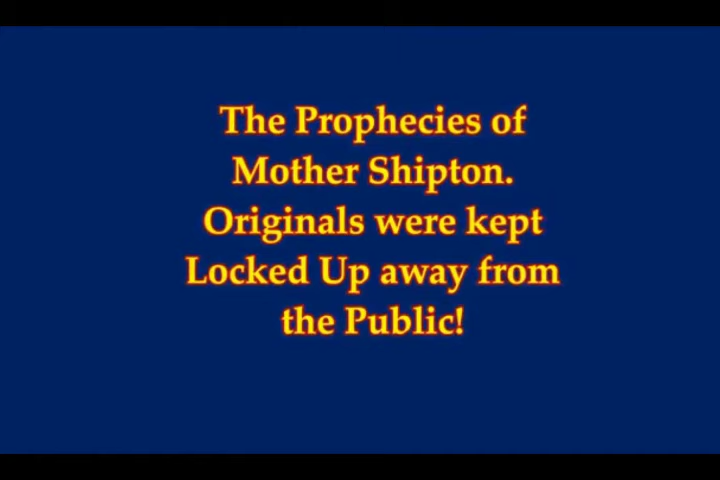 The Prophecies of
Mother Shipton.
Originals were kept
Locked Up away from
the Public!